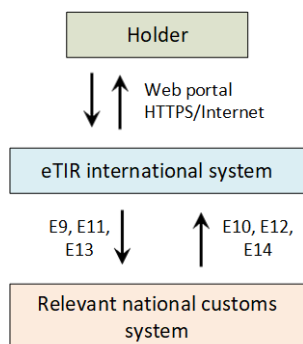 Holder
Web portal
HTTPS/Internet
eTIR international system
E9, E11,
E13
E10, E12,
E14
Relevant national customs
system